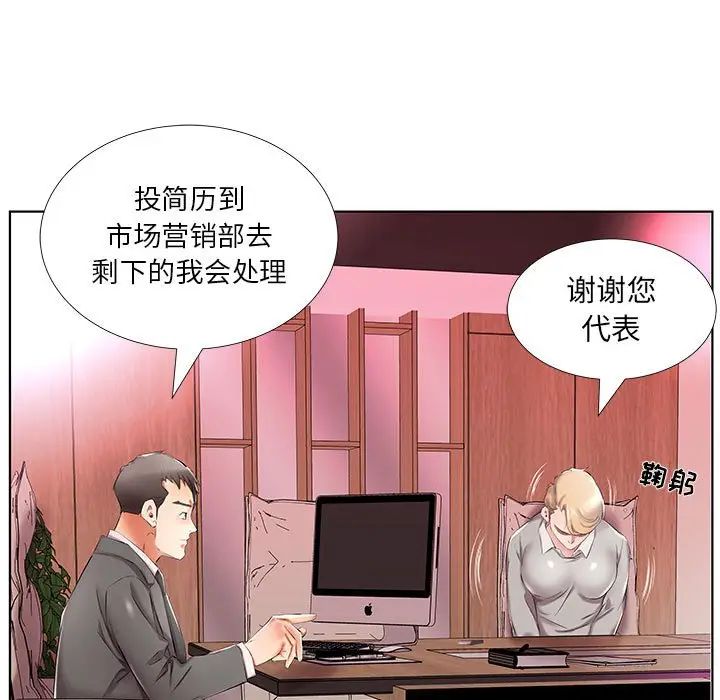 投简历到
市场营销部去
剩下的我会处理
谢谢您
代表
鞠躬